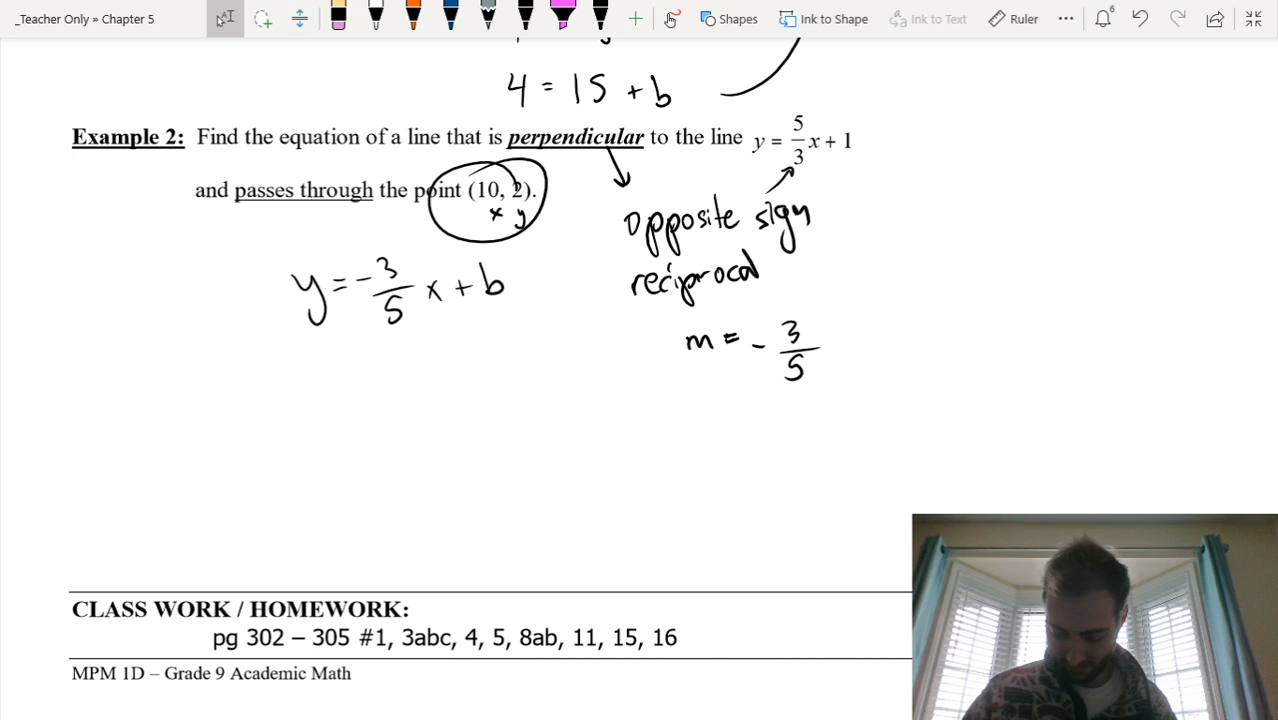 _Teacher Only » Chapter 5
Shapes
Ink to Shape
Ink to Text
Ruler
6
4 = 15 + b
Example 2: Find the equation of a line that is perpendicular to the line y = 5/3 x + 1
and passes through the point (10, 2).
x y
opposite sign
reciprocal
y = -3/5 x + b
m = - 3/5
CLASS WORK / HOMEWORK:
pg 302 – 305 #1, 3abc, 4, 5, 8ab, 11, 15, 16
MPM 1D – Grade 9 Academic Math